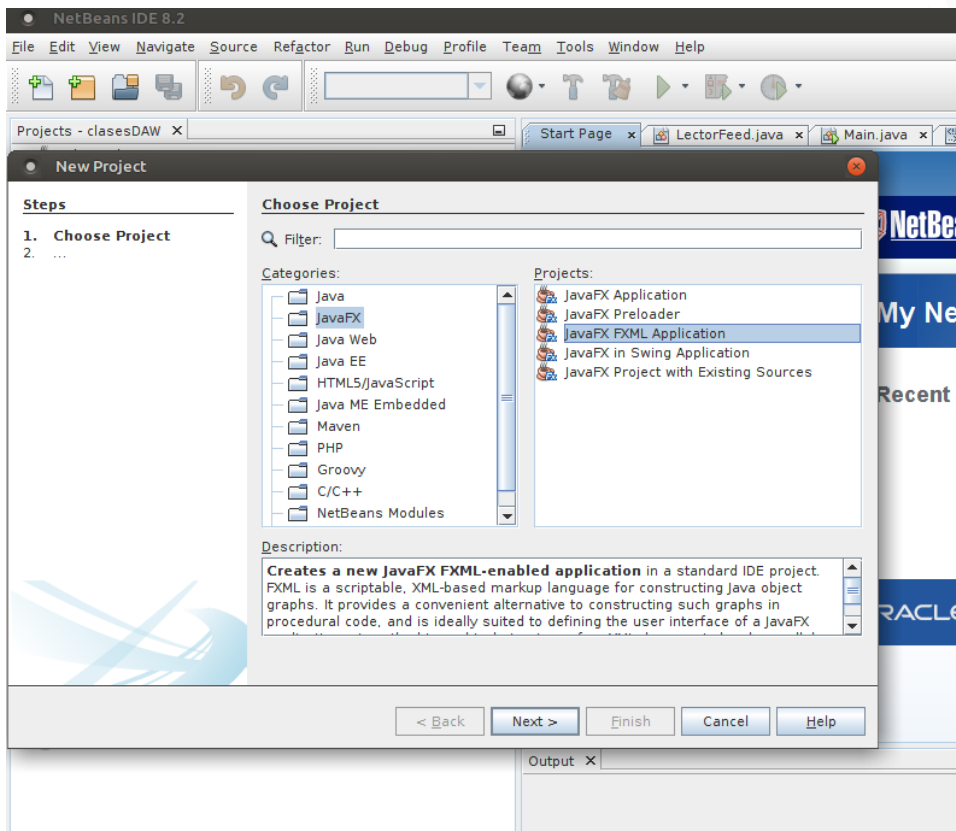 NetBeans IDE 8.2
File Edit View Navigate Source Refactor Run Debug Profile Team Tools Window Help
Projects - clasesDAW
Start Page LectorFeed.java Main.java
New Project
Steps
1. Choose Project
2. ...
Choose Project
Filter:
Categories:
Java
JavaFX
Java Web
Java EE
HTML5/JavaScript
Java ME Embedded
Maven
PHP
Groovy
C/C++
NetBeans Modules
Projects:
JavaFX Application
JavaFX Preloader
JavaFX FXML Application
JavaFX in Swing Application
JavaFX Project with Existing Sources
Description:
Creates a new JavaFX FXML-enabled application in a standard IDE project.
FXML is a scriptable, XML-based markup language for constructing Java object
graphs. It provides a convenient alternative to constructing such graphs in
procedural code, and is ideally suited to defining the user interface of a JavaFX
< Back Next > Finish Cancel Help
NetBe
My Ne
Recent
RACLE
Output